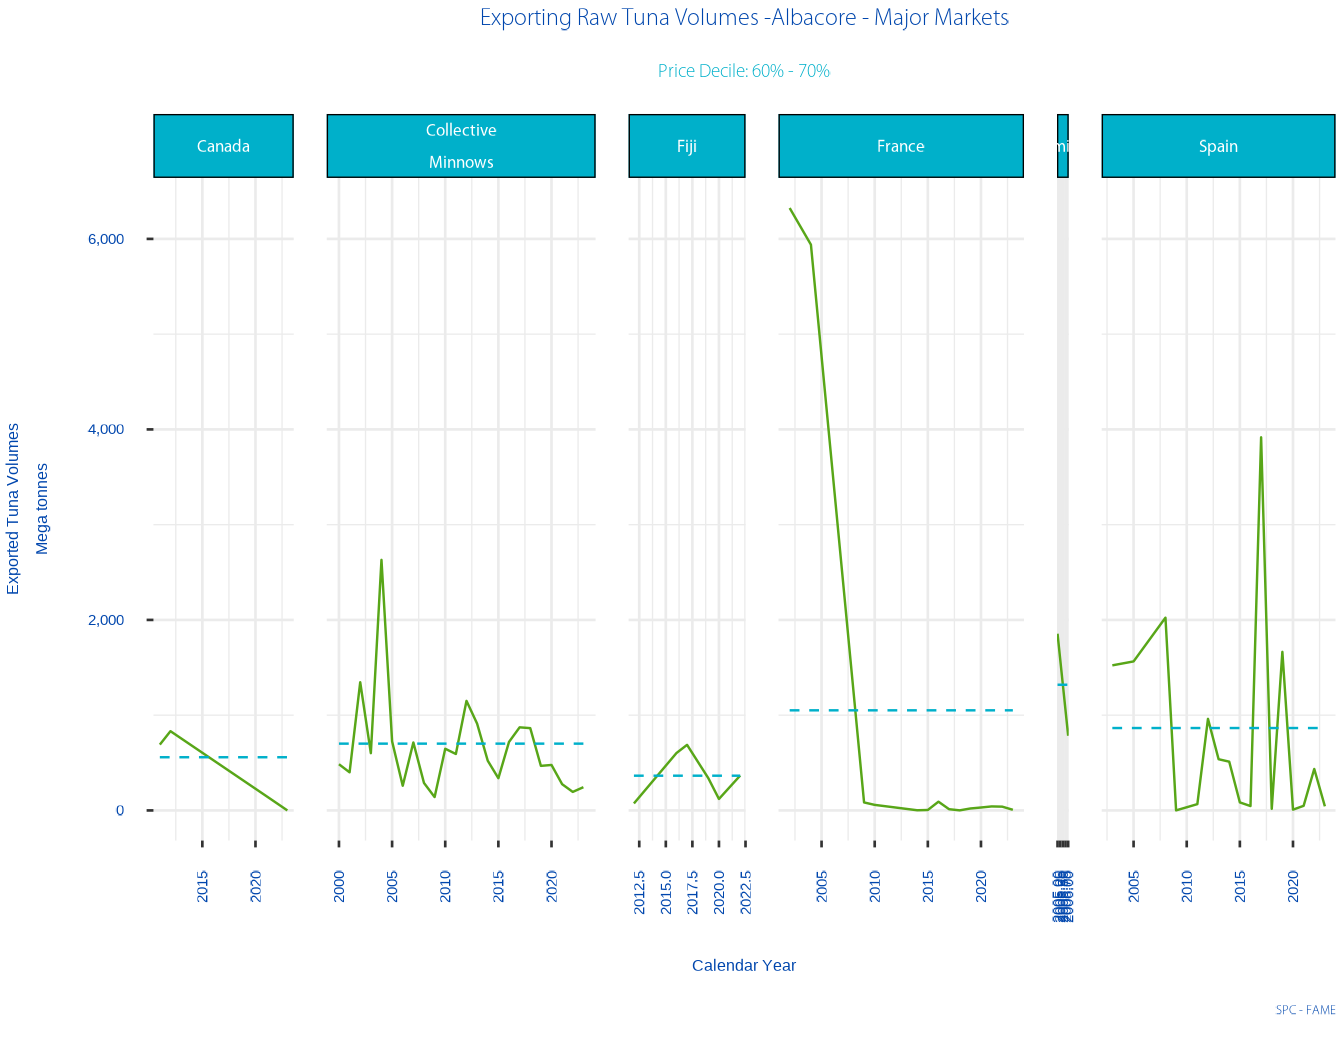 Exporting Raw Tuna Volumes -Albacore - Major Markets
Price Decile: 60% - 70%
Canada
Collective
Minnows
Fiji
France
Spain
6,000
4,000
2,000
0
Exported Tuna Volumes
Mega tonnes
2015 2020
2000 2005 2010 2015 2020
2012.5 2015.0 2017.5 2020.0 2022.5
2005 2010 2015 2020
2005 2010 2015 2020
Calendar Year
SPC - FAME